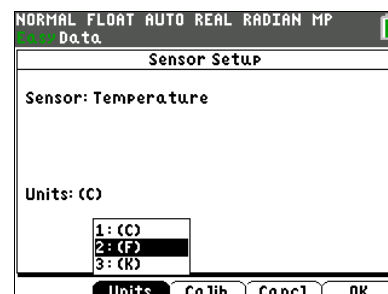 NORMAL FLOAT AUTO REAL RADIAN MP
EasyData
Sensor Setup
Sensor: Temperature
Units: (C)
1:(C)
2:(F)
3:(K)
Units Calib Cancl OK